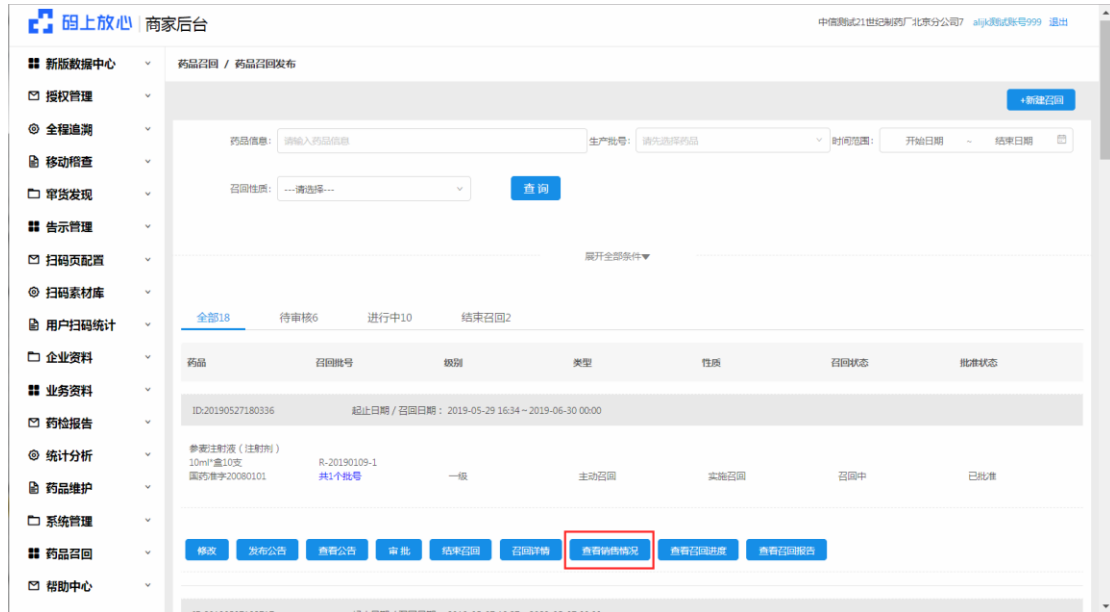 码上放心 商家后台
中信测试21世纪制药厂北京分公司7 alijk测试账号999 退出
新版数据中心
授权管理
全程追溯
移动稽查
窜货发现
告示管理
扫码页配置
扫码素材库
用户扫码统计
企业资料
业务资料
药检报告
统计分析
药品维护
系统管理
药品召回
帮助中心
药品召回 / 药品召回发布
+新建召回
药品信息: 请输入药品信息 生产批号: 请先选择药品 时间范围: 开始日期 ~ 结束日期
召回性质: ---请选择--- 查 询
展开全部条件▼
全部18 待审核6 进行中10 结束召回2
药品 召回批号 级别 类型 性质 召回状态 批准状态
ID:20190527180336 起止日期 / 召回日期： 2019-05-29 16:34 ~ 2019-06-30 00:00
参麦注射液（注射剂）
10ml*盒10支 R-20190109-1
国药准字20080101 共1个批号 一级 主动召回 实施召回 召回中 已批准
修改 发布公告 查看公告 审 批 结束召回 召回详情 查看销售情况 查看召回进度 查看召回报告